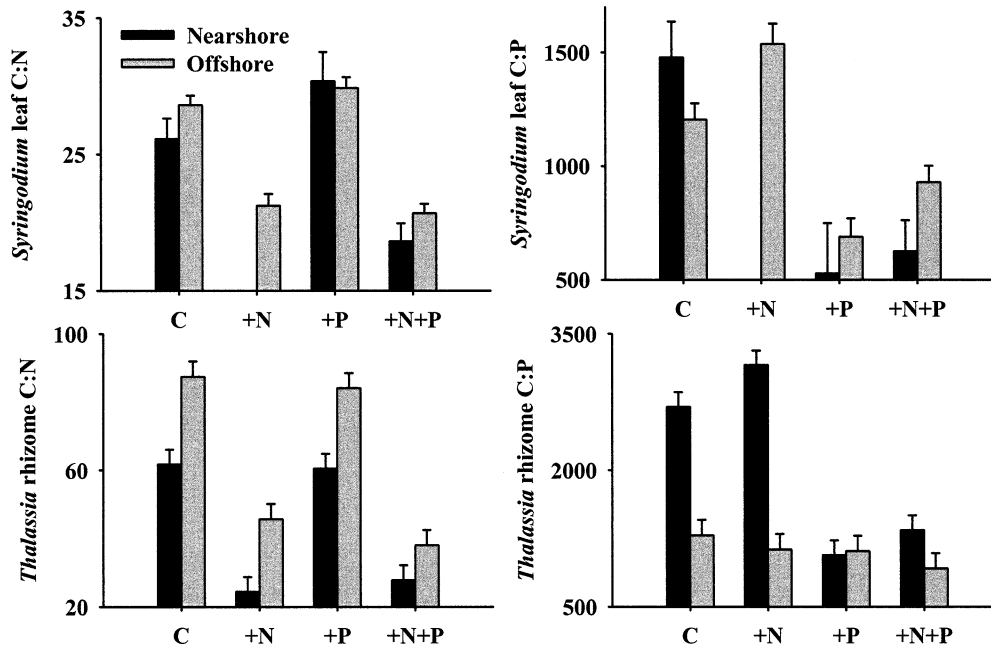 35
25
15
Syringodium leaf C:N
Nearshore
Offshore
C +N +P +N+P
1500
1000
500
Syringodium leaf C:P
C +N +P +N+P
100
60
20
Thalassia rhizome C:N
C +N +P +N+P
3500
2000
500
Thalassia rhizome C:P
C +N +P +N+P